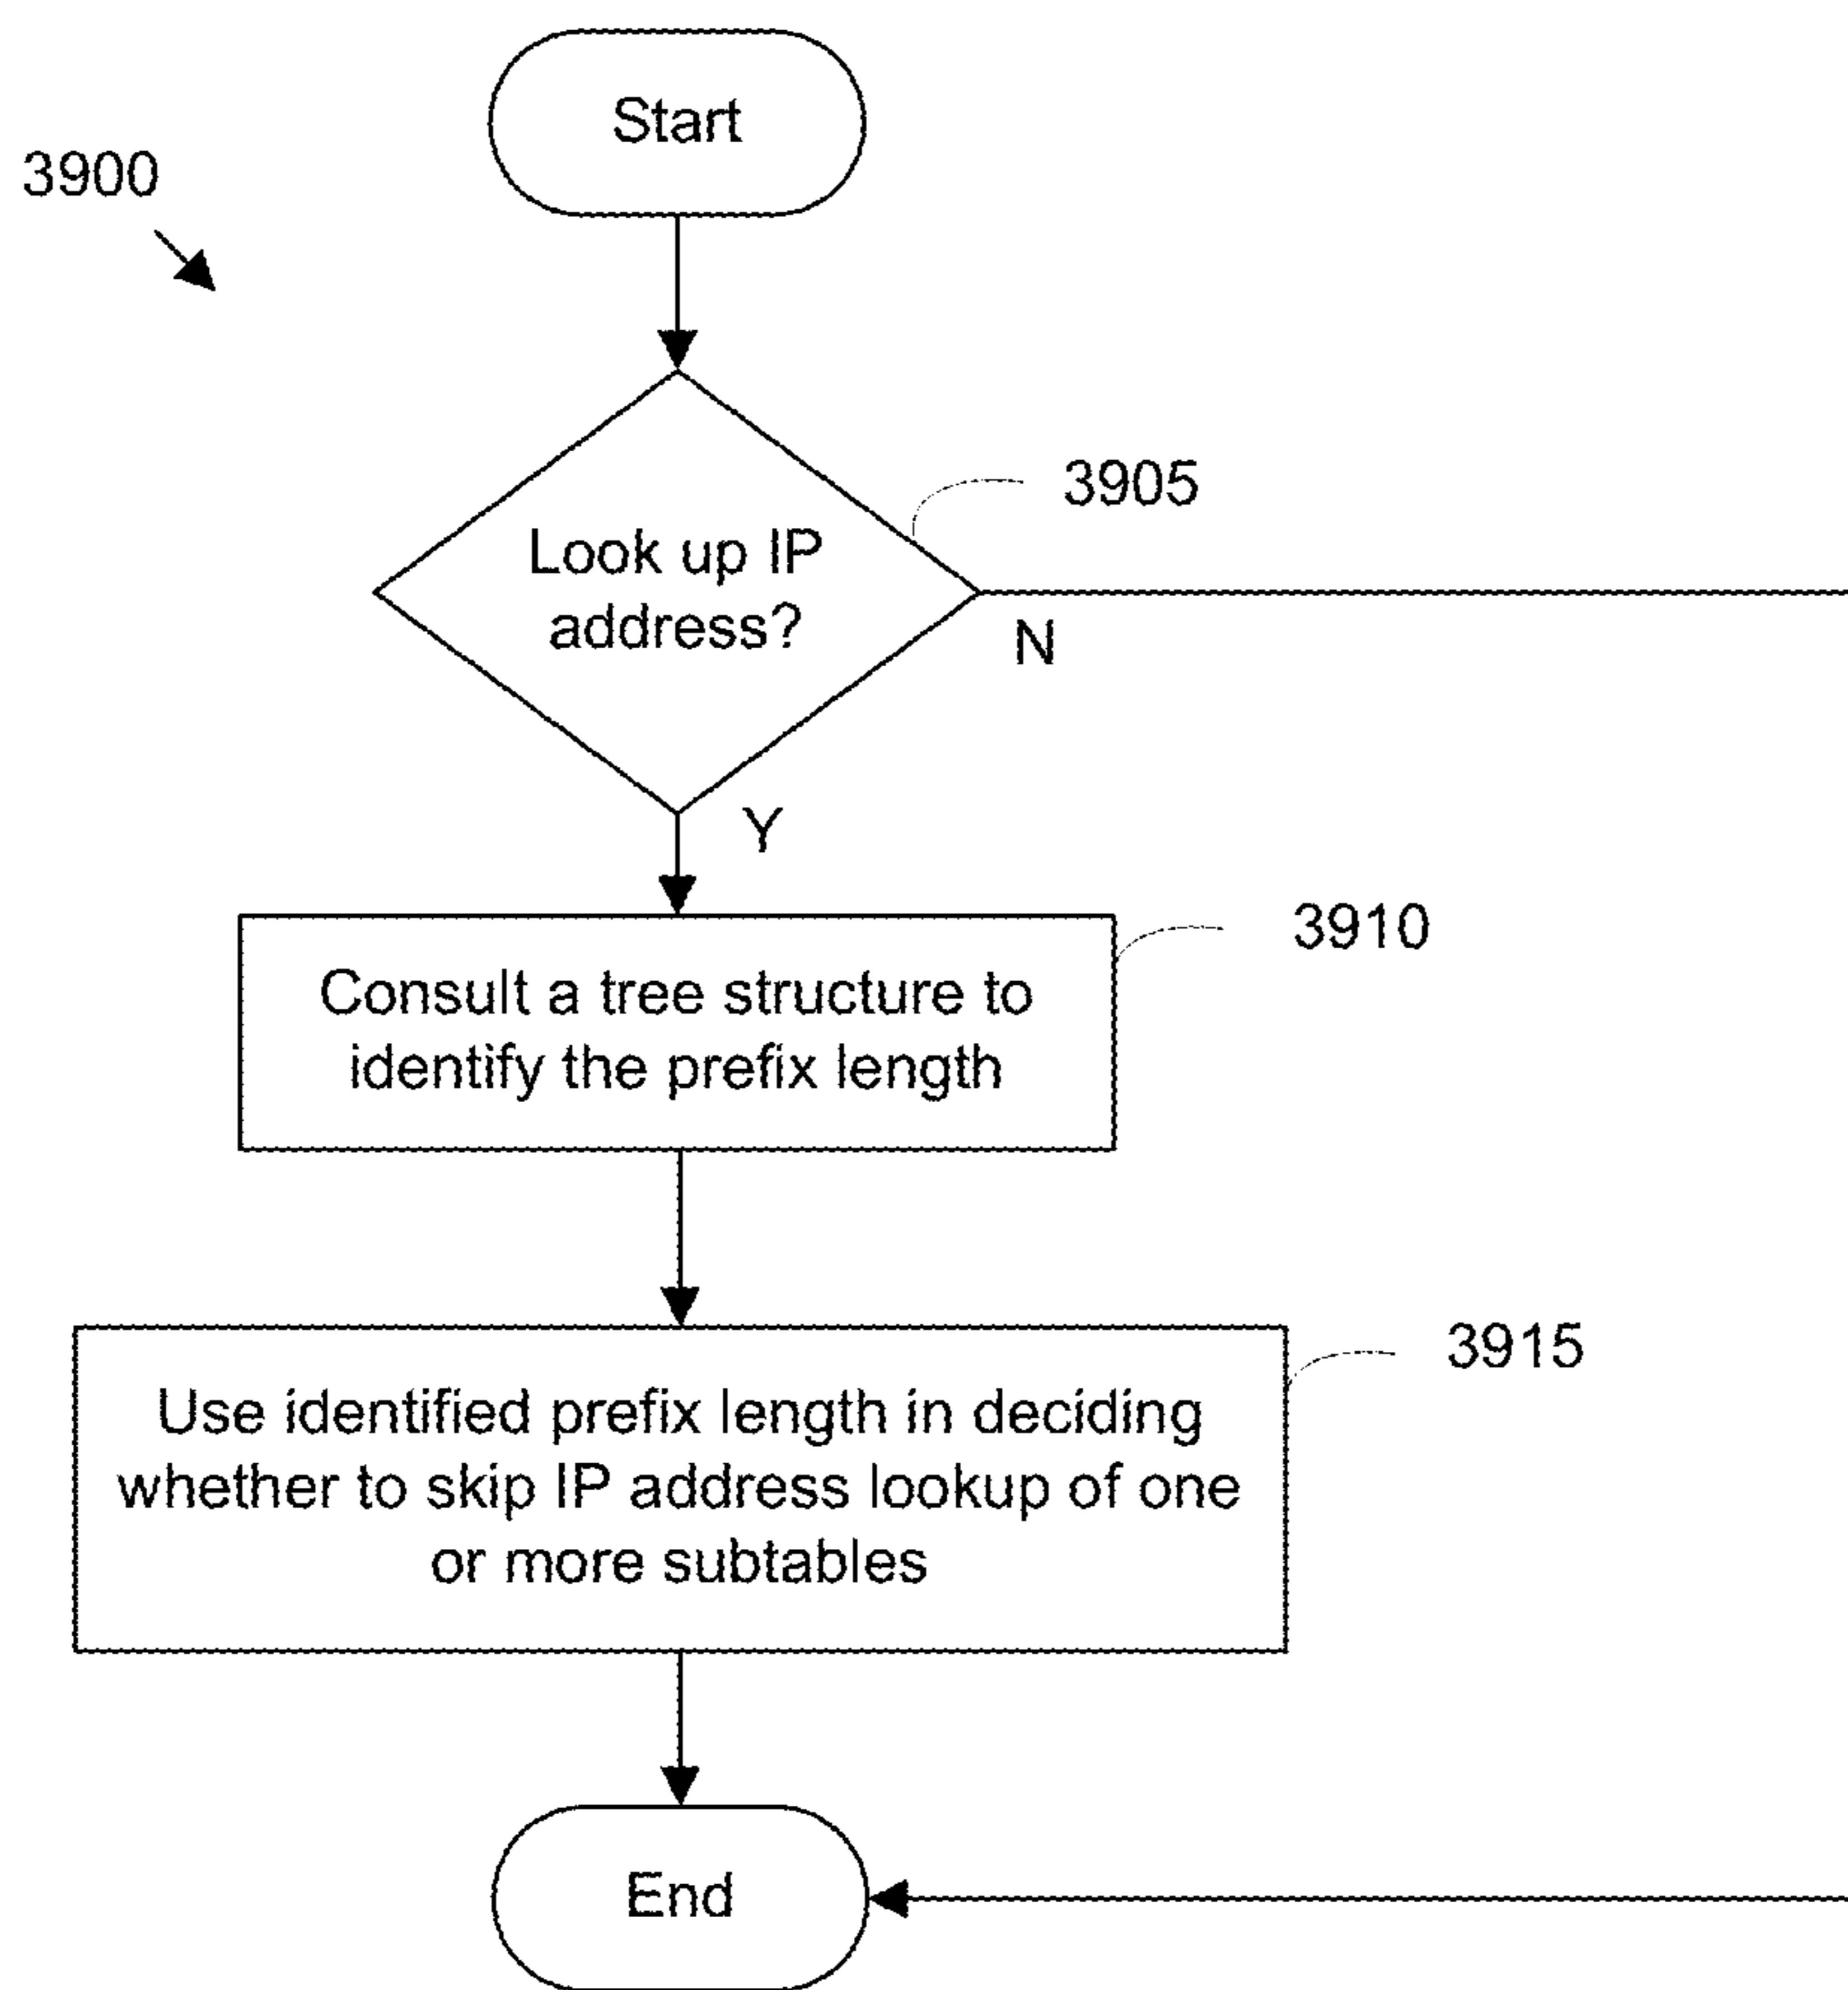 Start
3900
3905
Look up IP
address?
N
Y
3910
Consult a tree structure to
identify the prefix length
3915
Use identified prefix length in deciding
whether to skip IP address lookup of one
or more subtables
End